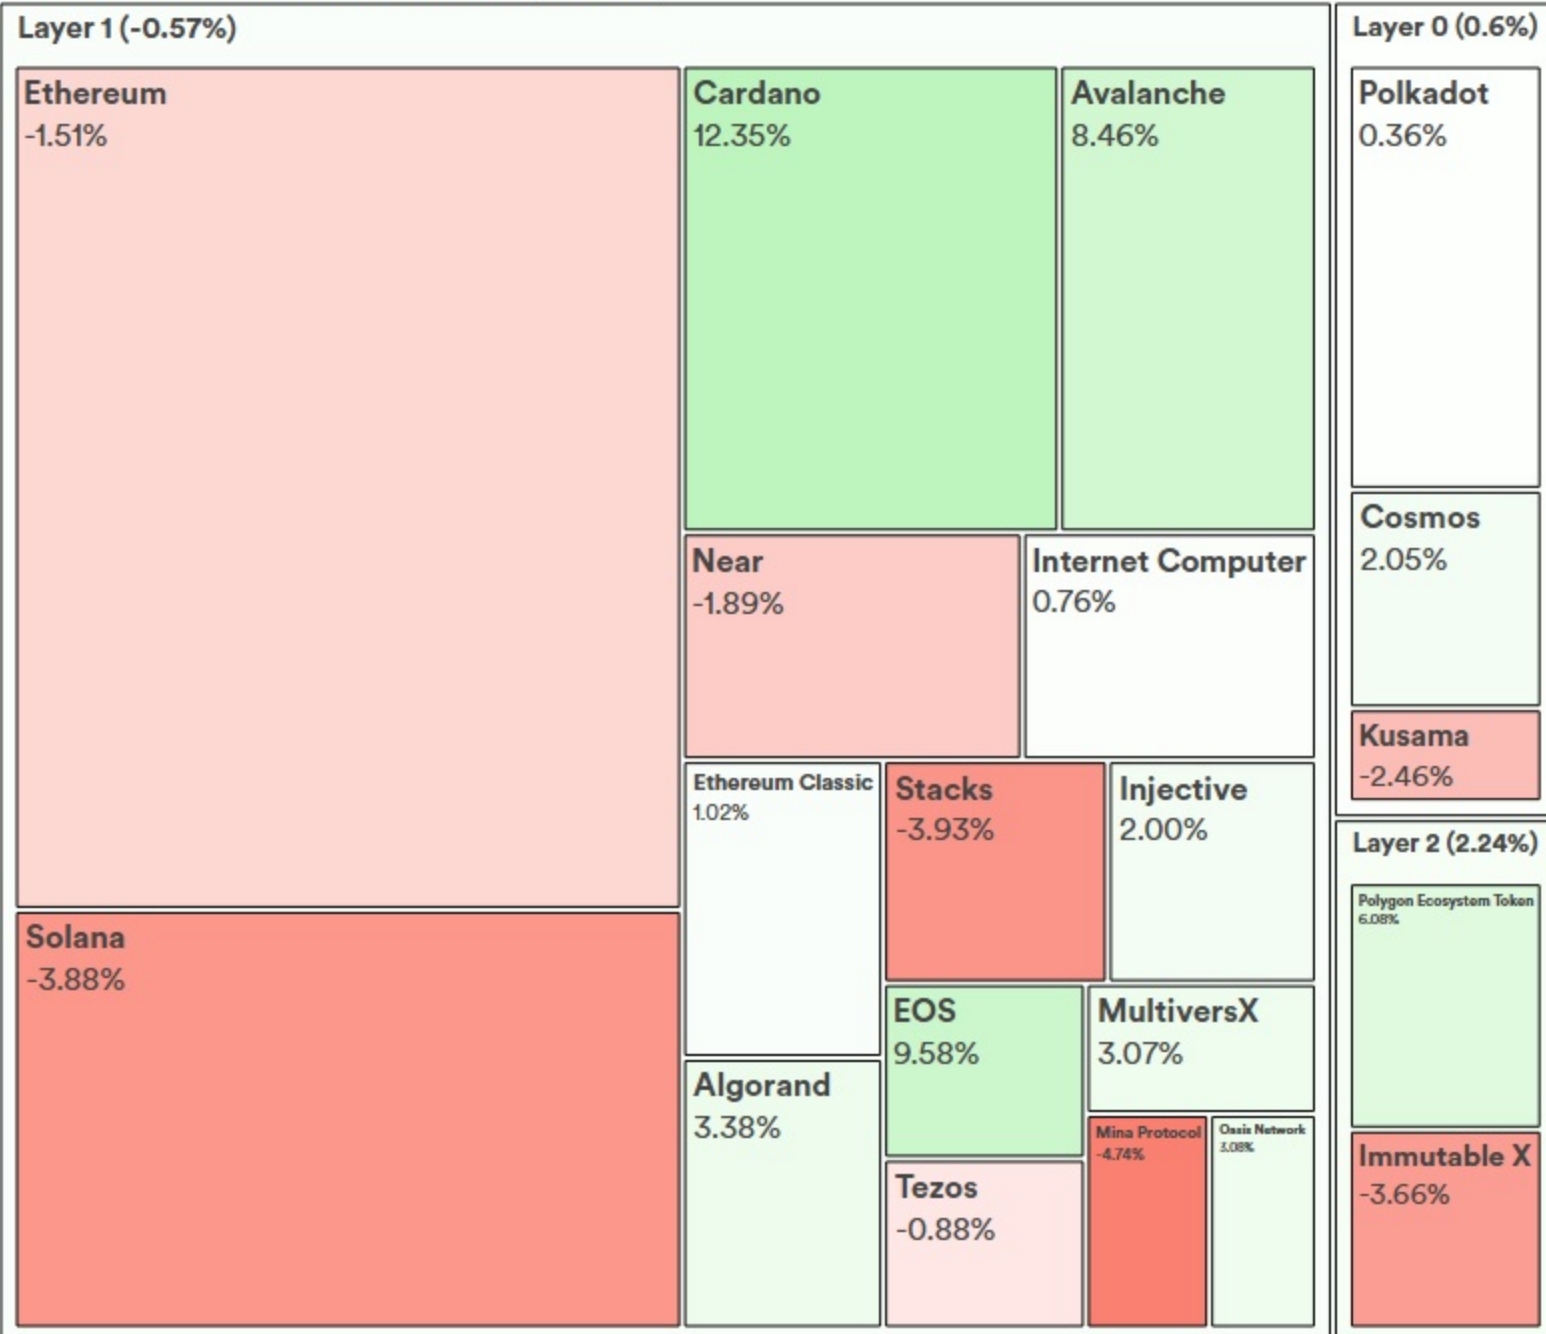 Layer 1 (-0.57%)
Ethereum
-1.51%
Solana
-3.88%
Cardano
12.35%
Avalanche
8.46%
Near
-1.89%
Internet Computer
0.76%
Ethereum Classic
1.02%
Algorand
3.38%
Stacks
-3.93%
Injective
2.00%
EOS
9.58%
MultiversX
3.07%
Tezos
-0.88%
Mina Protocol
-4.74%
Oasis Network
3.08%
Layer 0 (0.6%)
Polkadot
0.36%
Cosmos
2.05%
Kusama
-2.46%
Layer 2 (2.24%)
Polygon Ecosystem Token
6.08%
Immutable X
-3.66%